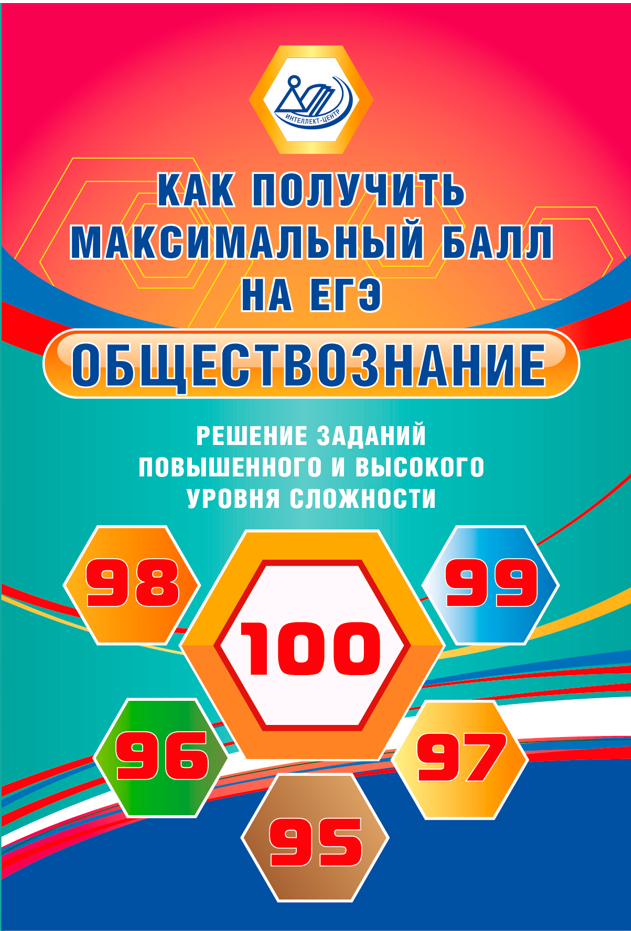 ИНТЕЛЛЕКТ-ЦЕНТР
КАК ПОЛУЧИТЬ
МАКСИМАЛЬНЫЙ БАЛЛ
НА ЕГЭ
ОБЩЕСТВОЗНАНИЕ
РЕШЕНИЕ ЗАДАНИЙ
ПОВЫШЕННОГО И ВЫСОКОГО
УРОВНЯ СЛОЖНОСТИ
98
99
100
96
97
95